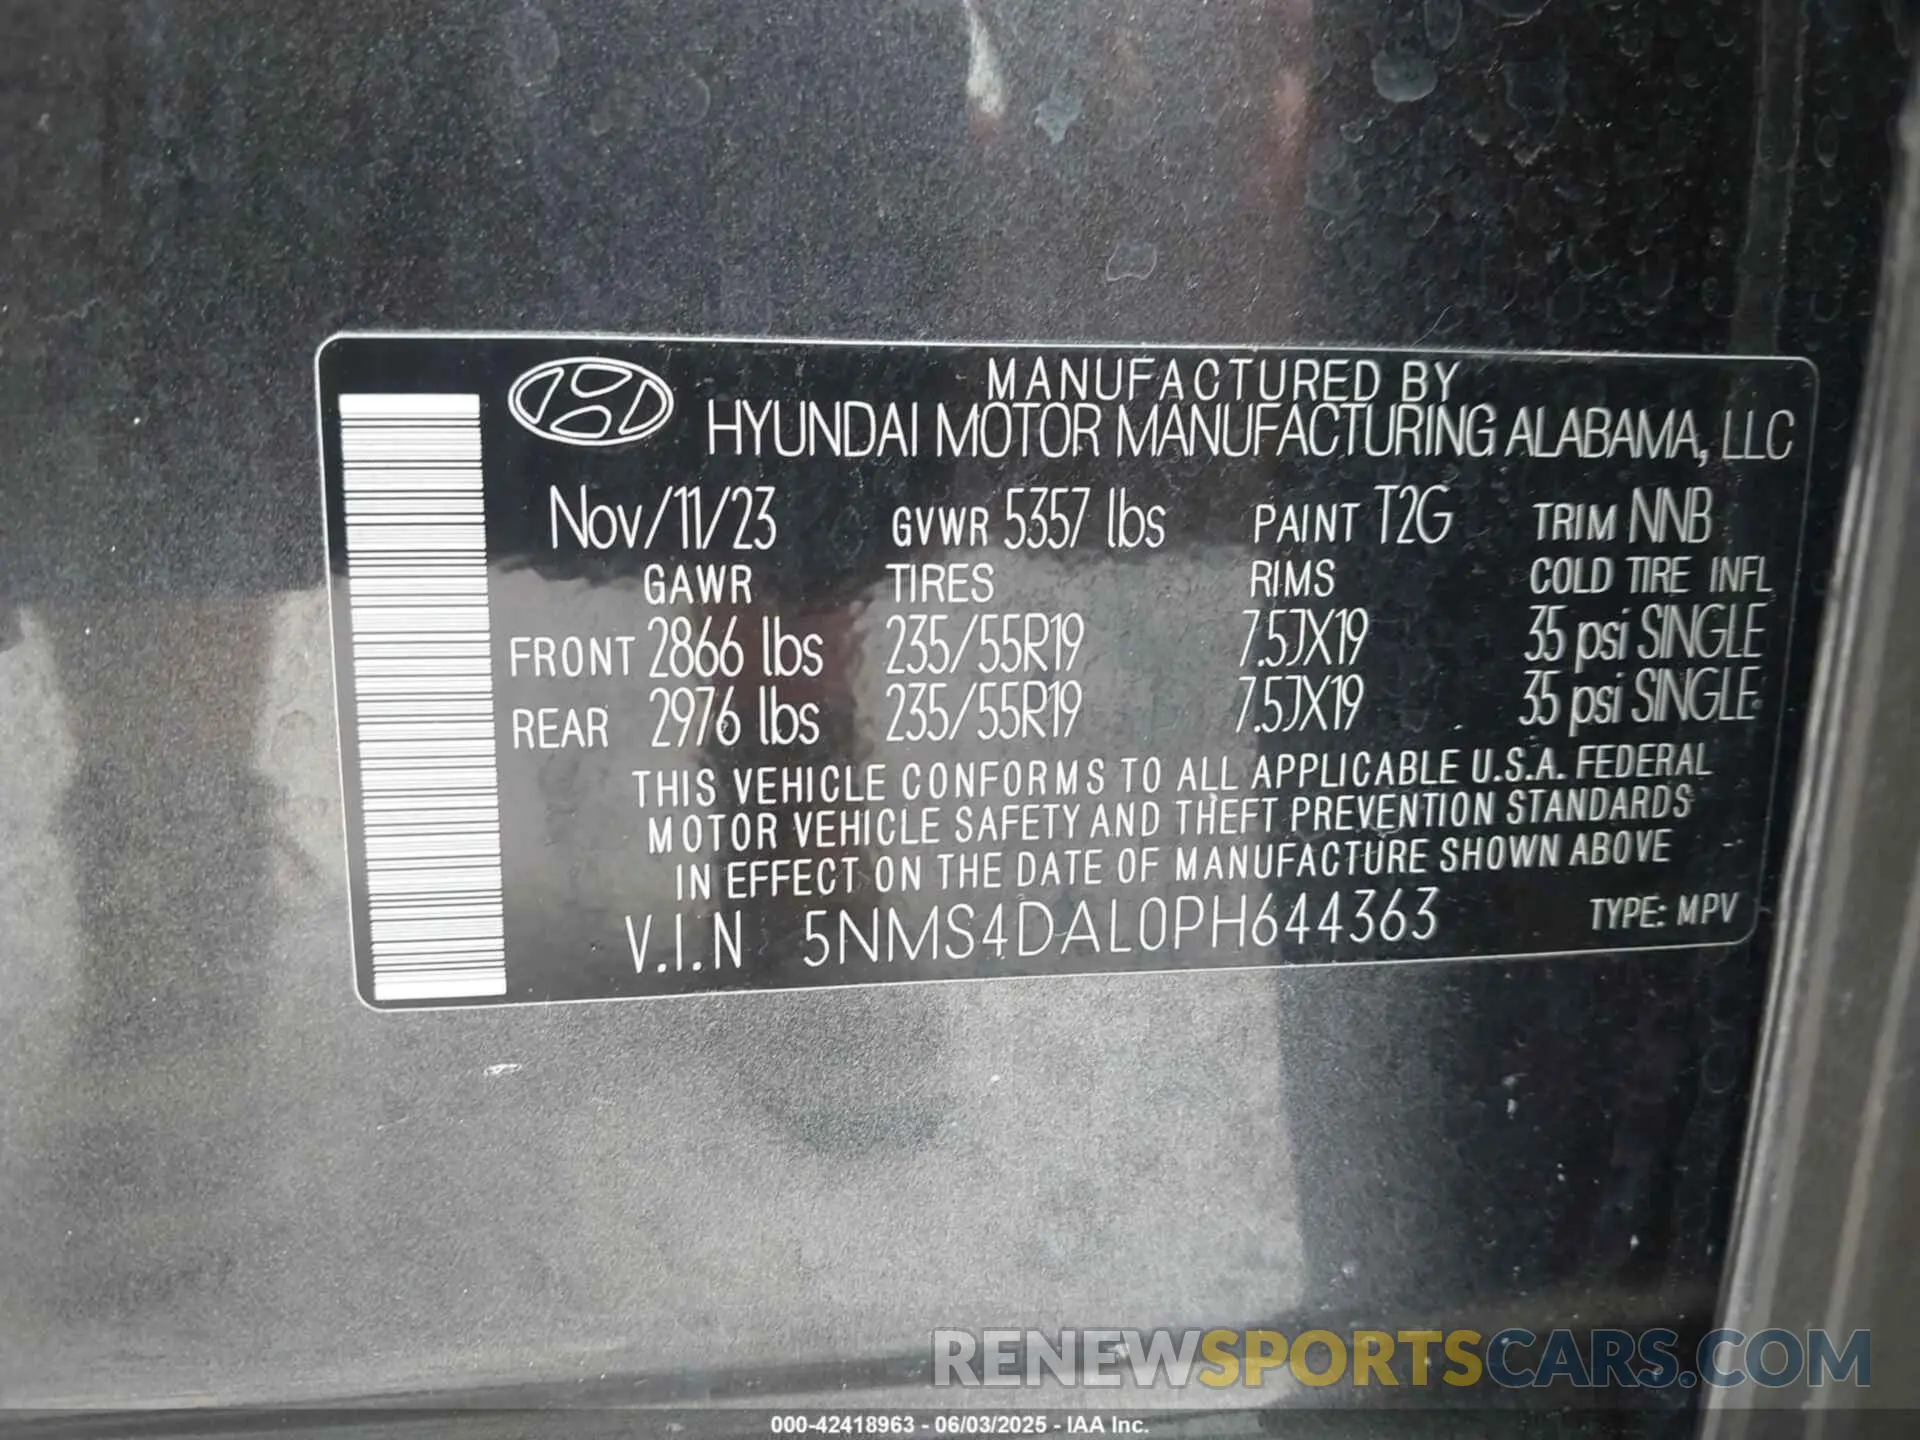 MANUFACTURED BY
HYUNDAI MOTOR MANUFACTURING ALABAMA, LLC
Nov/11/23 GVWR 5357 lbs PAINT T2G TRIM NNB
GAWR TIRES RIMS COLD TIRE INFL
FRONT 2866 lbs 235/55R19 7.5JX19 35 psi SINGLE
REAR 2976 lbs 235/55R19 7.5JX19 35 psi SINGLE
THIS VEHICLE CONFORMS TO ALL APPLICABLE U.S.A. FEDERAL
MOTOR VEHICLE SAFETY AND THEFT PREVENTION STANDARDS
IN EFFECT ON THE DATE OF MANUFACTURE SHOWN ABOVE
V.I.N 5NMS4DAL0PH644363 TYPE: MPV
RENEWSPORTSCARS.COM
000-42418963 - 06/03/2025 - IAA Inc.